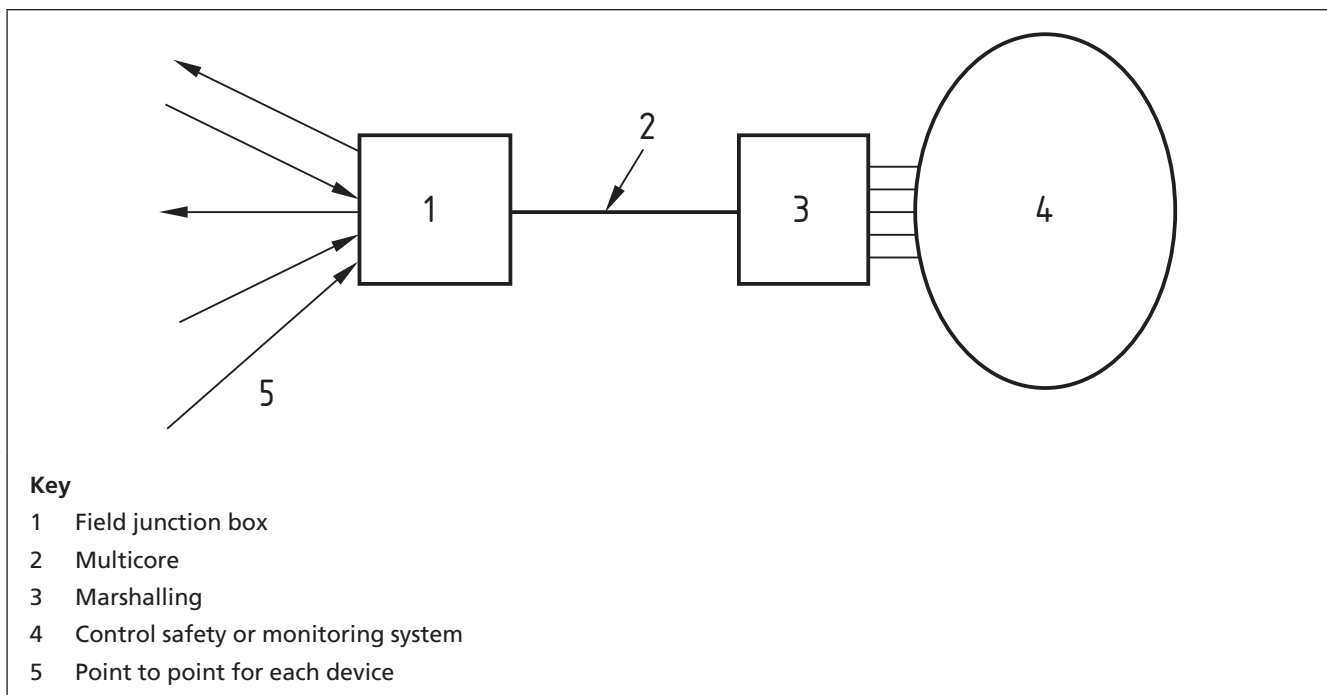 2
1
3
4
5
Key
1 Field junction box
2 Multicore
3 Marshalling
4 Control safety or monitoring system
5 Point to point for each device